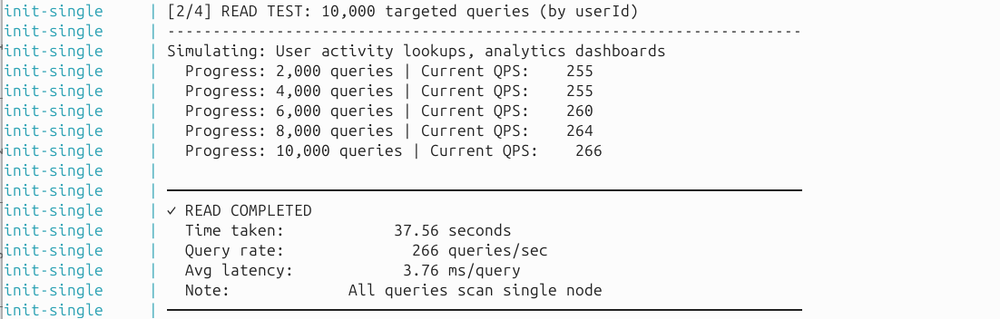 init-single | [2/4] READ TEST: 10,000 targeted queries (by userId)
init-single | ----------------------------------------------------------------------
init-single | Simulating: User activity lookups, analytics dashboards
init-single |   Progress: 2,000 queries | Current QPS:    255
init-single |   Progress: 4,000 queries | Current QPS:    255
init-single |   Progress: 6,000 queries | Current QPS:    260
init-single |   Progress: 8,000 queries | Current QPS:    264
init-single |   Progress: 10,000 queries | Current QPS:    266
init-single |
init-single | ━━━━━━━━━━━━━━━━━━━━━━━━━━━━━━━━━━━━━━━━━━━━━━━━━━━━━━━━━━━━━━━━━━━━━━
init-single | ✓ READ COMPLETED
init-single |   Time taken:            37.56 seconds
init-single |   Query rate:              266 queries/sec
init-single |   Avg latency:            3.76 ms/query
init-single |   Note:             All queries scan single node
init-single | ━━━━━━━━━━━━━━━━━━━━━━━━━━━━━━━━━━━━━━━━━━━━━━━━━━━━━━━━━━━━━━━━━━━━━━